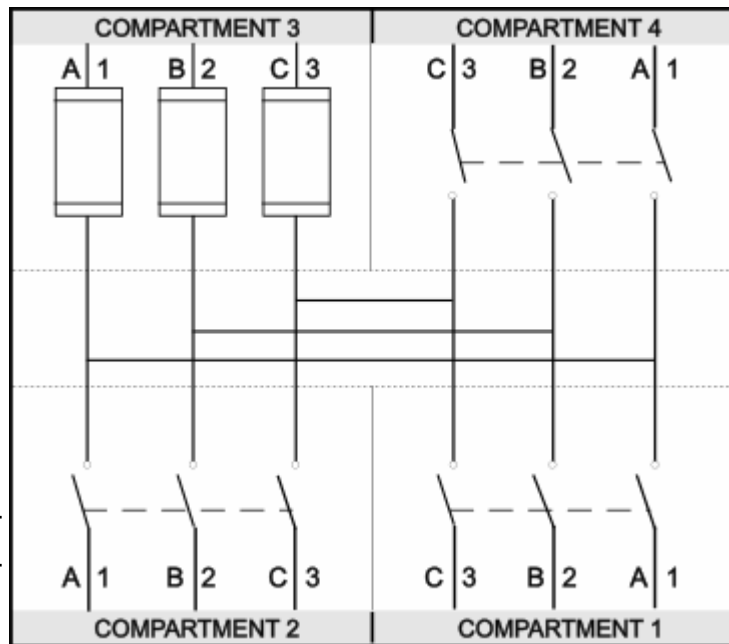 COMPARTMENT 3 COMPARTMENT 4
A 1 B 2 C 3 C 3 B 2 A 1
A 1 B 2 C 3 C 3 B 2 A 1
COMPARTMENT 2 COMPARTMENT 1